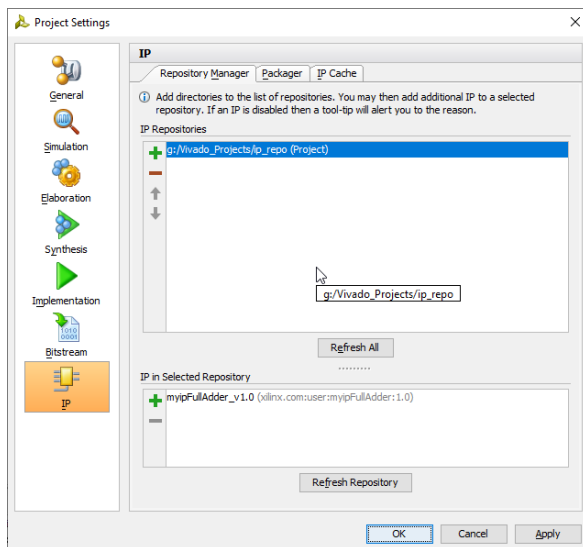 Project Settings
General
Simulation
Elaboration
Synthesis
Implementation
1010
0001
Bitstream
IP
IP
Repository Manager
Packager
IP Cache
Add directories to the list of repositories. You may then add additional IP to a selected
repository. If an IP is disabled then a tool-tip will alert you to the reason.
IP Repositories
g:/Vivado_Projects/ip_repo (Project)
g:/Vivado_Projects/ip_repo
Refresh All
IP in Selected Repository
myipFullAdder_v1.0 (xilinx.com:user:myipFullAdder:1.0)
Refresh Repository
OK
Cancel
Apply